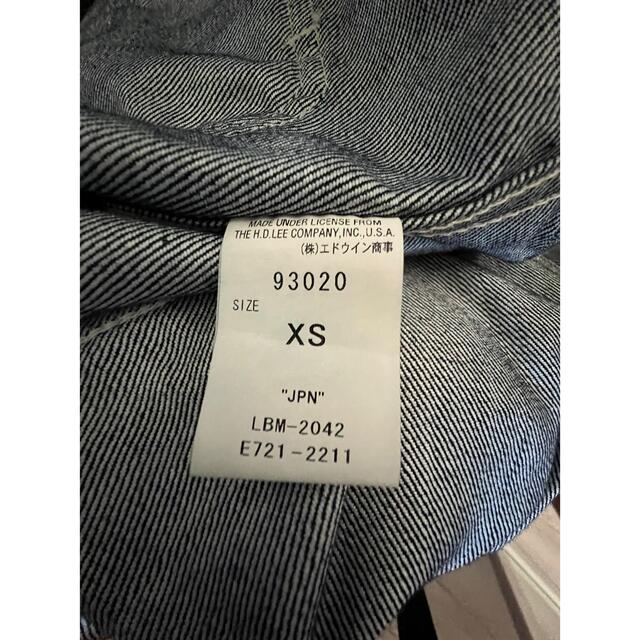 MADE UNDER LICENSE FROM
THE H.D.LEE COMPANY,INC.,U.S.A.
(株)エドウイン商事
93020
SIZE
XS
"JPN"
LBM-2042
E721-2211